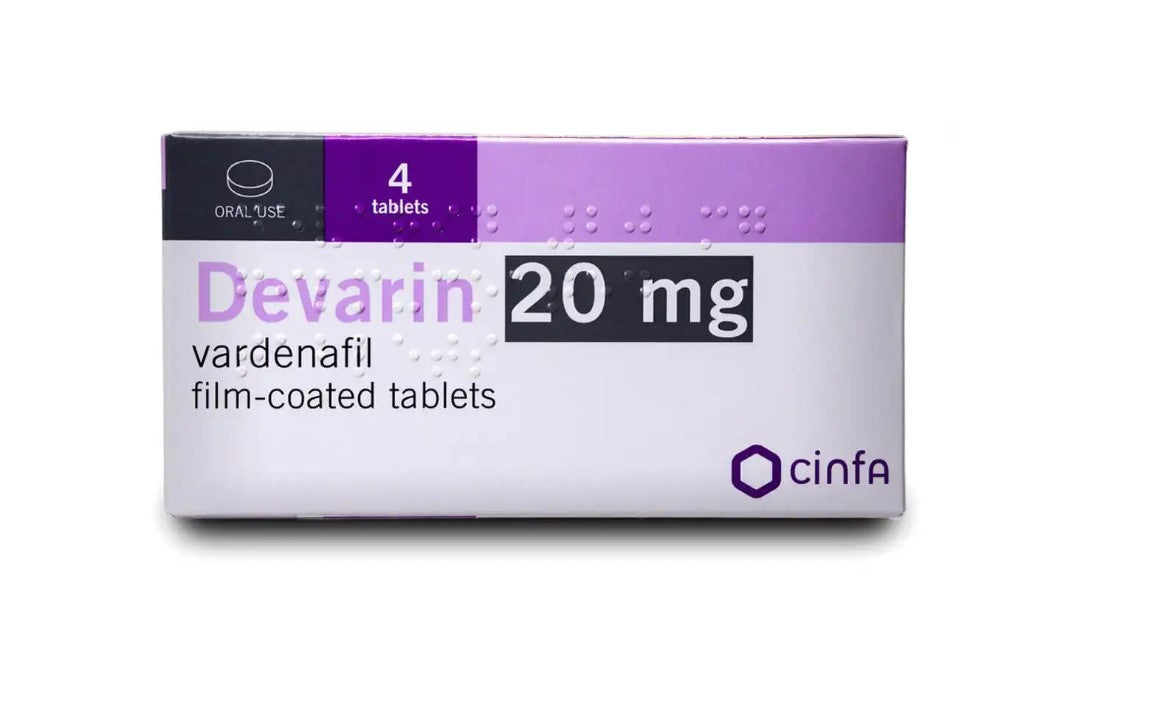 ORAL USE
4
tablets
Devarin 20 mg
vardenafil
film-coated tablets
cinfa